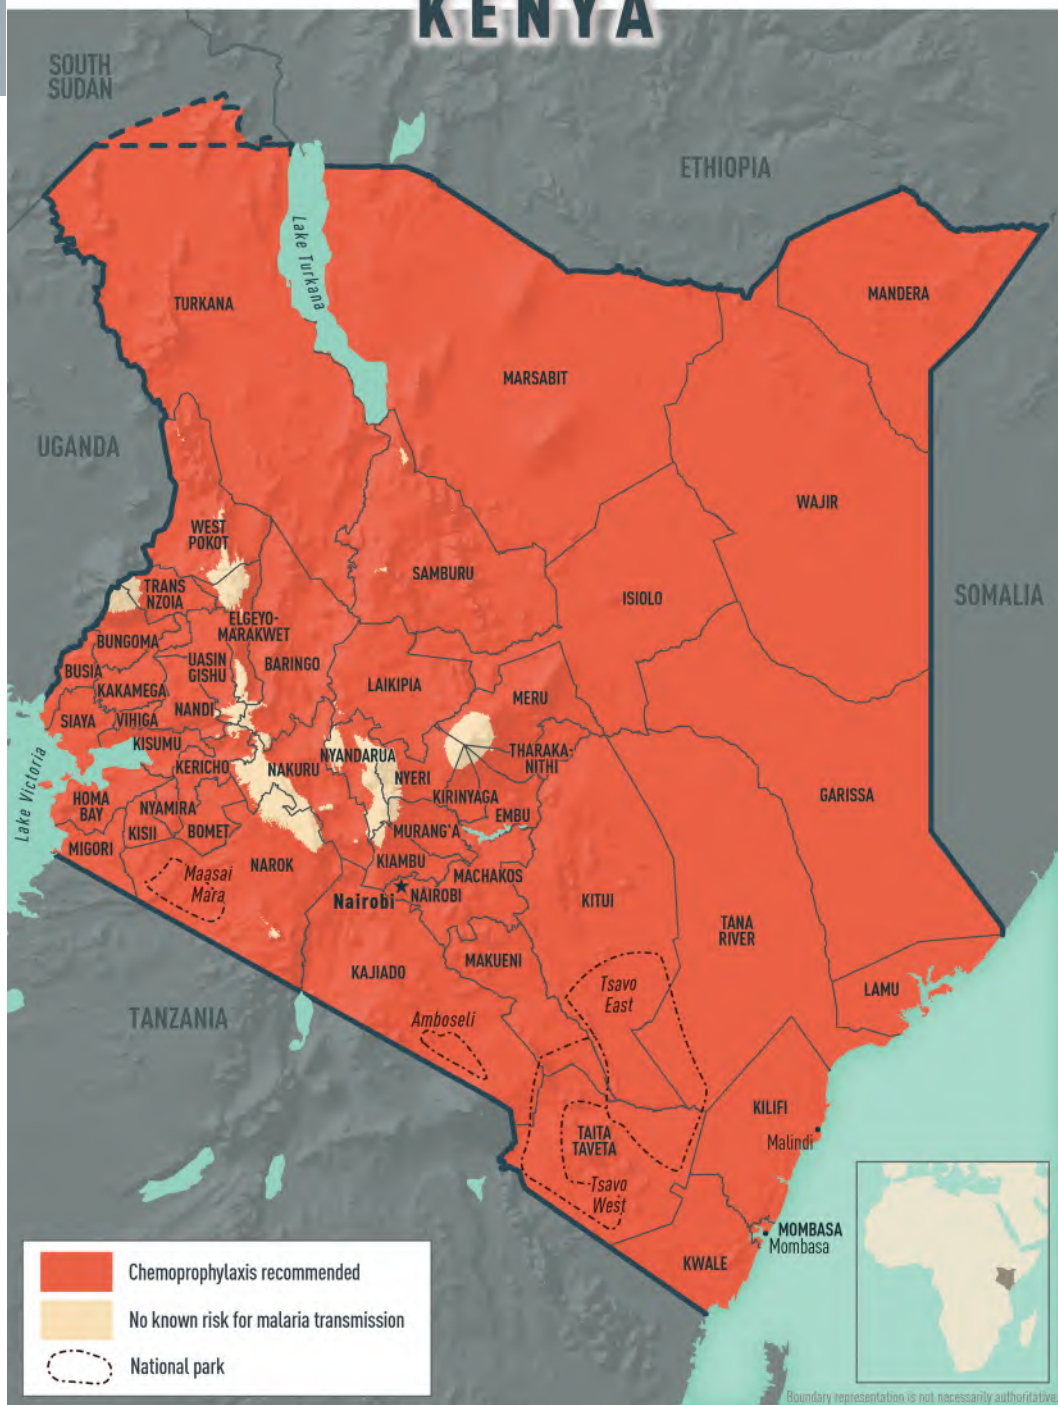 KENYA
SOUTH
SUDAN
ETHIOPIA
Lake Turkana
TURKANA
MANDERA
MARSABIT
UGANDA
WAJIR
WEST
POKOT
SAMBURU
TRANS
NZOIA
ISIOLO
SOMALIA
ELGEYO-
MARAKWET
BUNGOMA
BUSIA
UASIN
GISHU
BARINGO
KAKAMEGA
LAIKIPIA
MERU
SIAYA
VIHIGA
NANDI
KISUMU
NYANDARUA
THARAKA-
NITHI
KERICHO
NAKURU
NYERI
Lake Victoria
HOMA
BAY
NYAMIRA
KIRINYAGA
GARISSA
EMBU
KISII
BOMET
MURANG'A
MIGORI
NAROK
KIAMBU
Maasai
Mara
MACHAKOS
Nairobi
NAIROBI
KITUI
TANA
RIVER
MAKUENI
KAJIADO
Tsavo
East
LAMU
TANZANIA
Amboseli
KILIFI
TAITA
TAVETA
Malindi
Tsavo
West
MOMBASA
Mombasa
KWALE
Chemoprophylaxis recommended
No known risk for malaria transmission
National park
Boundary representation is not necessarily authoritative